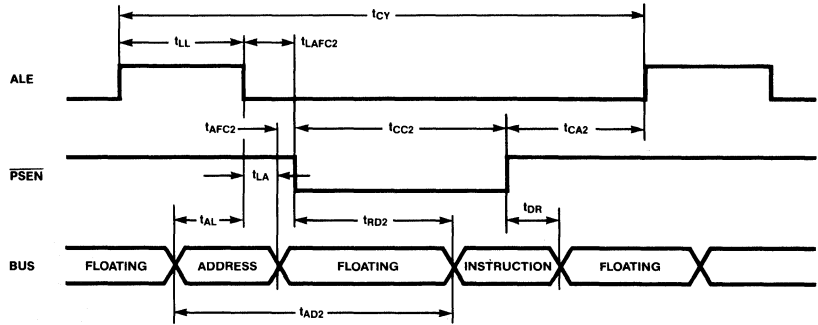 tCY
tLL
tLAFC2
ALE
tAFC2
tCC2
tCA2
PSEN
tLA
tAL
tRD2
tDR
BUS
FLOATING
ADDRESS
FLOATING
INSTRUCTION
FLOATING
tAD2